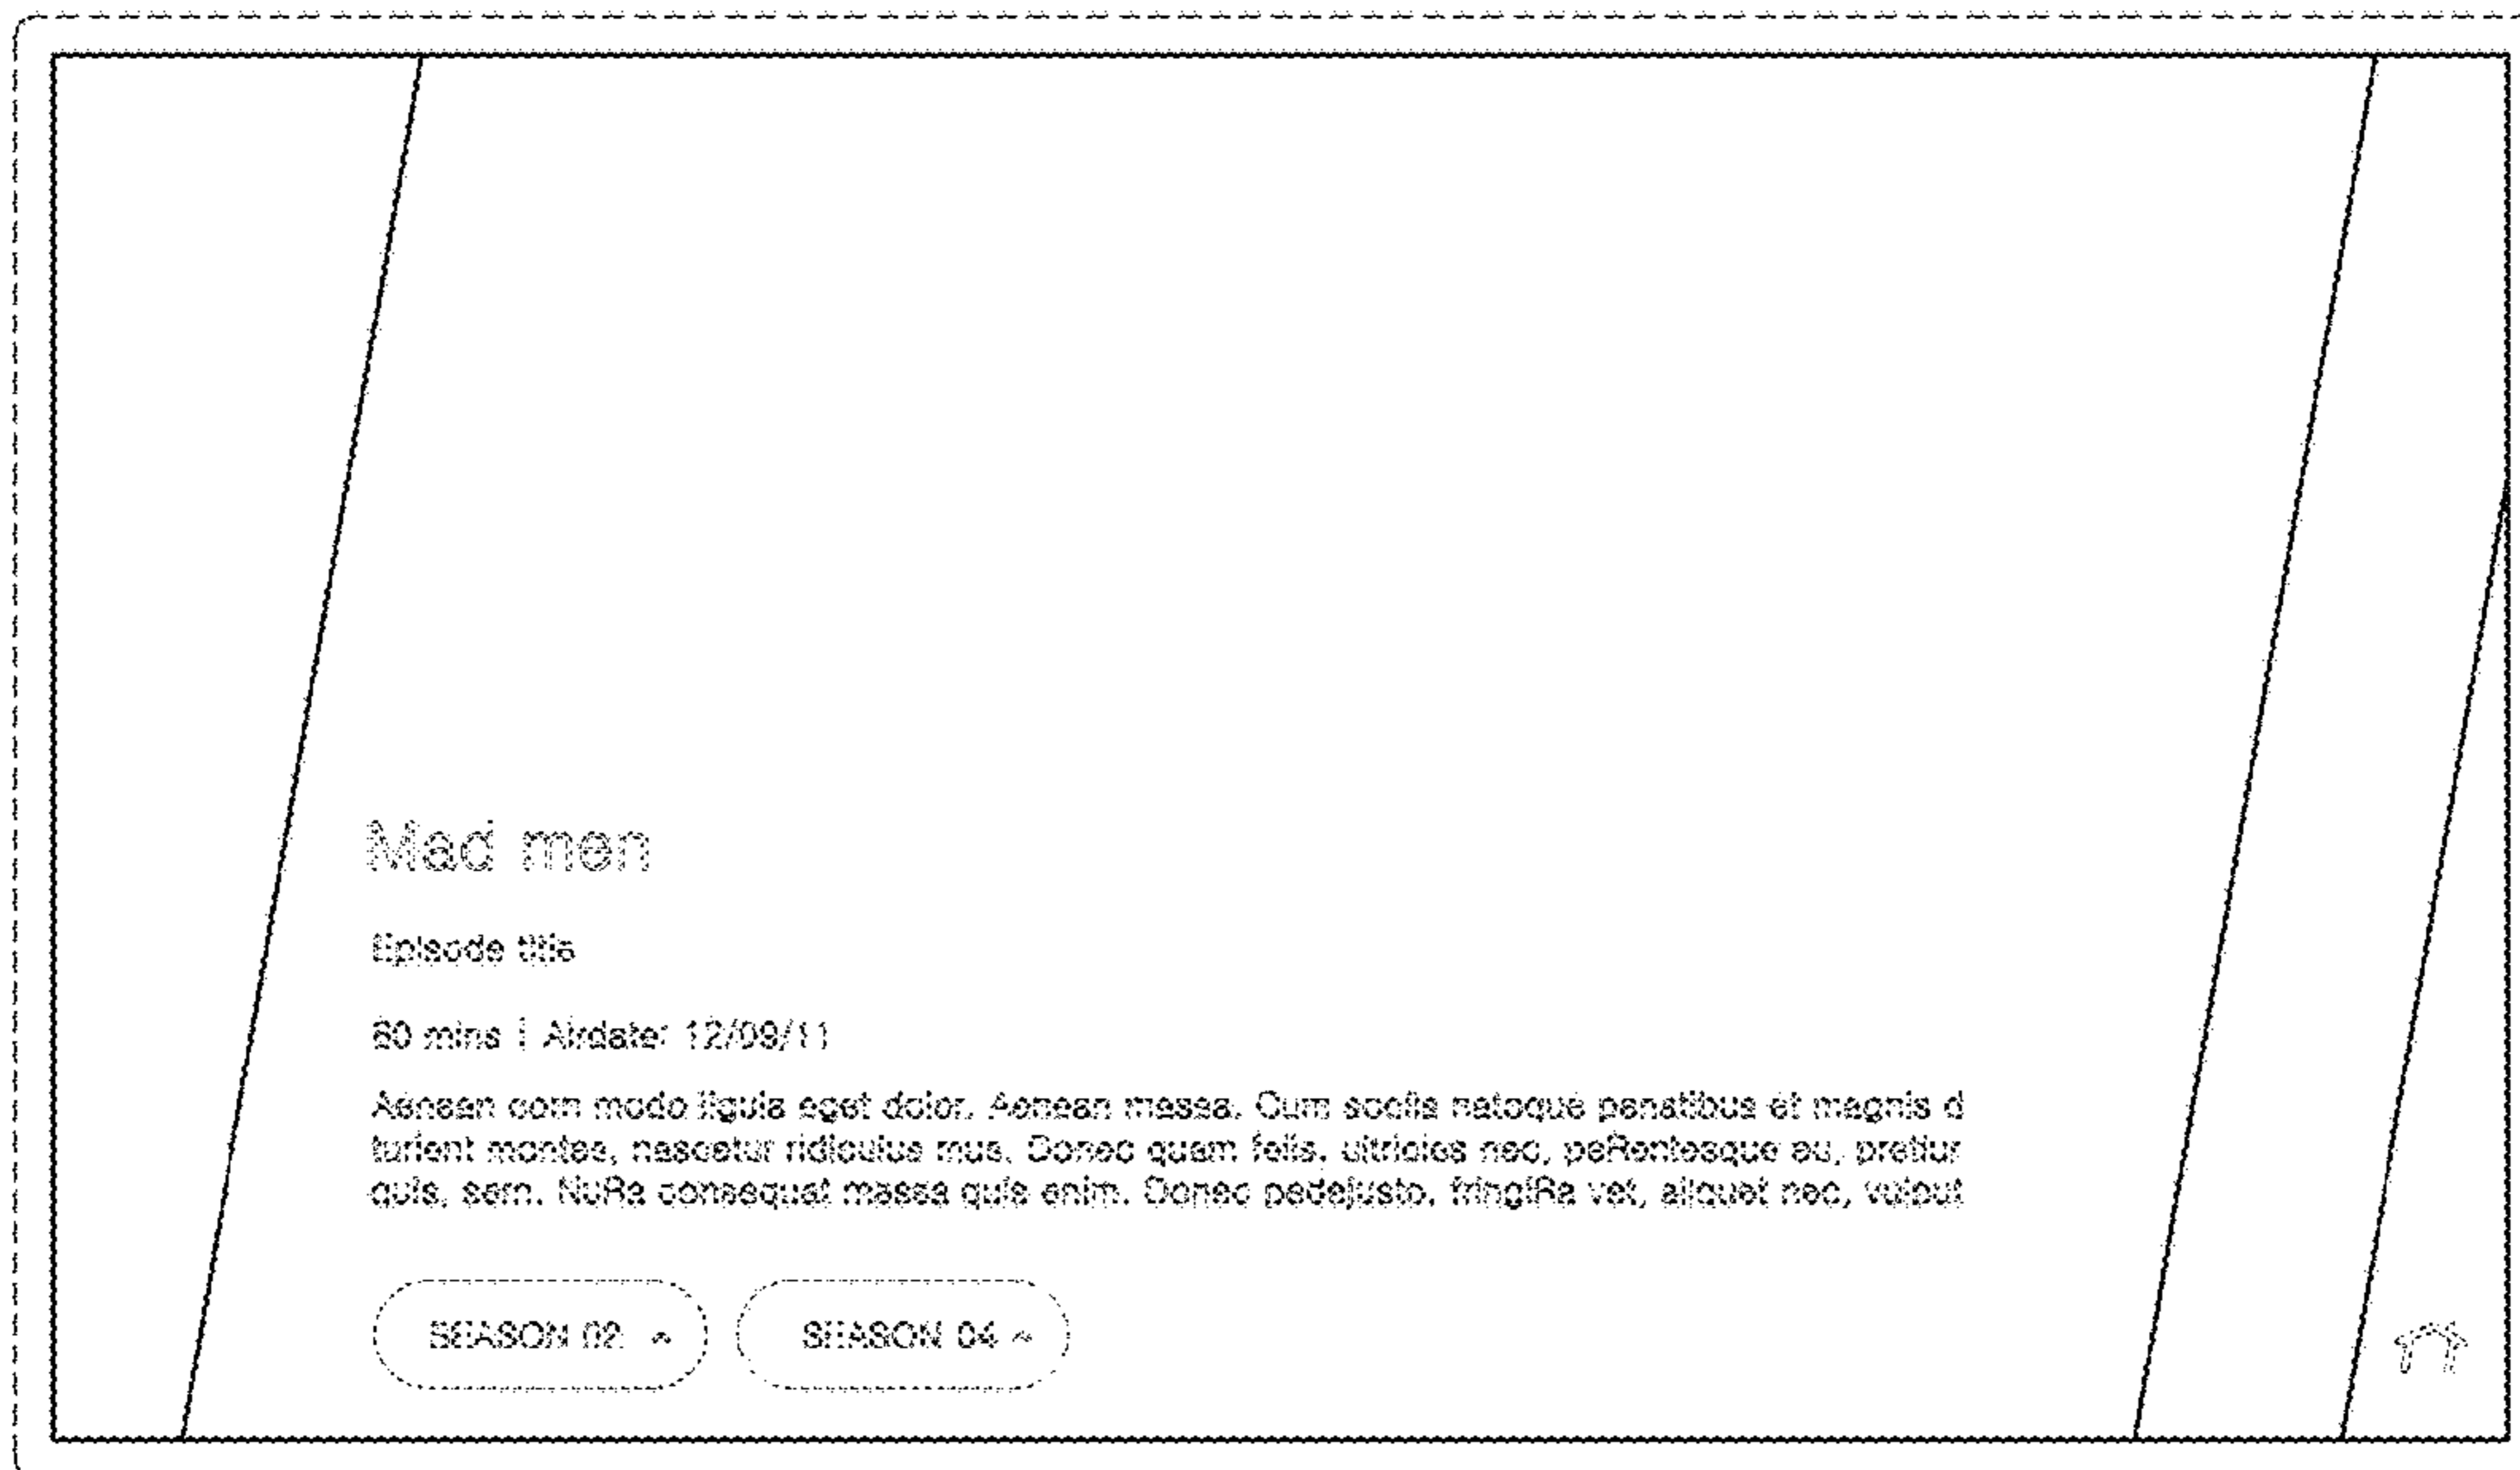 Mad men
Episode title
60 mins | Airdate: 12/09/11
Aenean com modo ligula eget dolor. Aenean massa. Cum sociis natoque penatibus et magnis d
turient montes, nascetur ridiculus mus. Donec quam felis, ultricies nec, peRentesque eu, pretiur
quis, sem. NuRa consequat massa quis enim. Donec pedejusto, fringiRa vet, aliquet nec, vulput
SEASON 02 ^
SEASON 04 ^